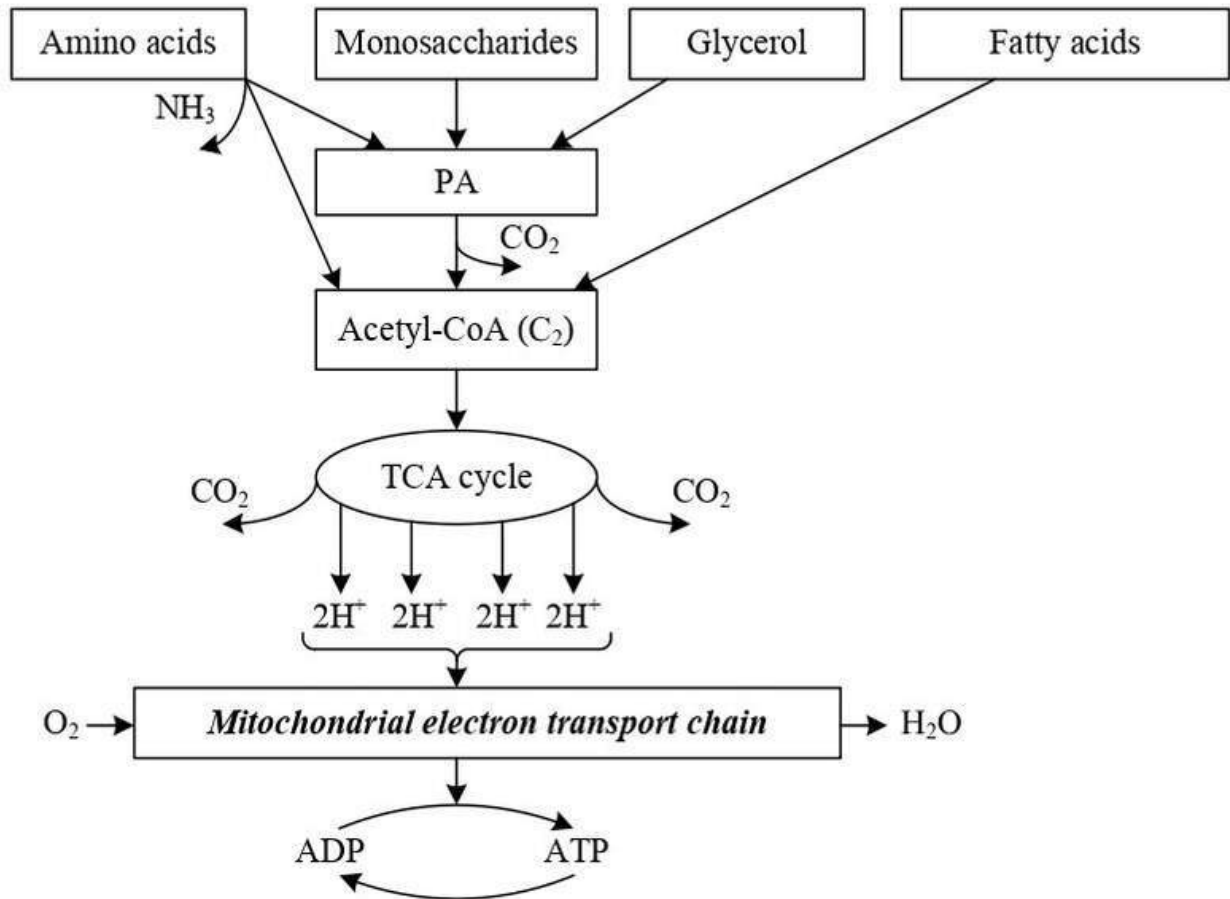 Amino acids
Monosaccharides
Glycerol
Fatty acids
NH₃
PA
CO₂
Acetyl-CoA (C₂)
TCA cycle
CO₂
CO₂
2H⁺ 2H⁺ 2H⁺ 2H⁺
O₂
Mitochondrial electron transport chain
H₂O
ADP
ATP